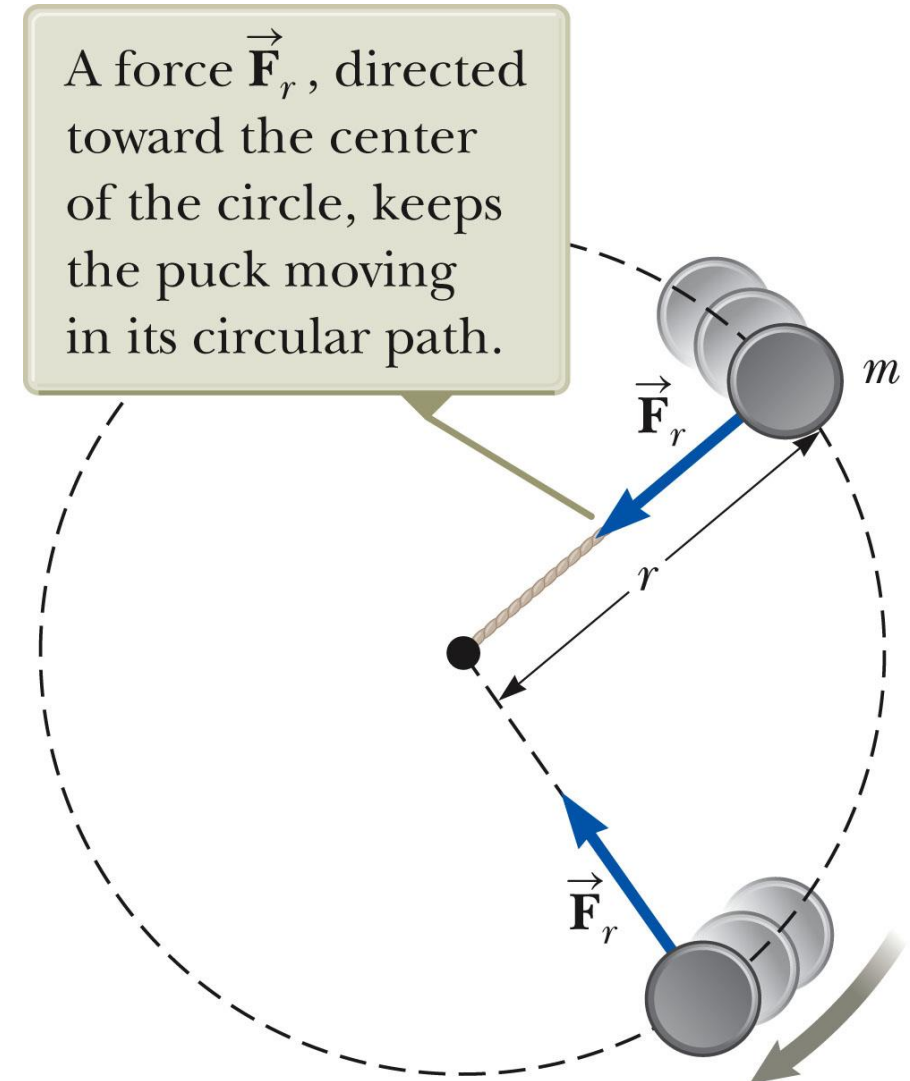 A force F⃗ᵣ, directed
toward the center
of the circle, keeps
the puck moving
in its circular path.
m
F⃗ᵣ
r
F⃗ᵣ